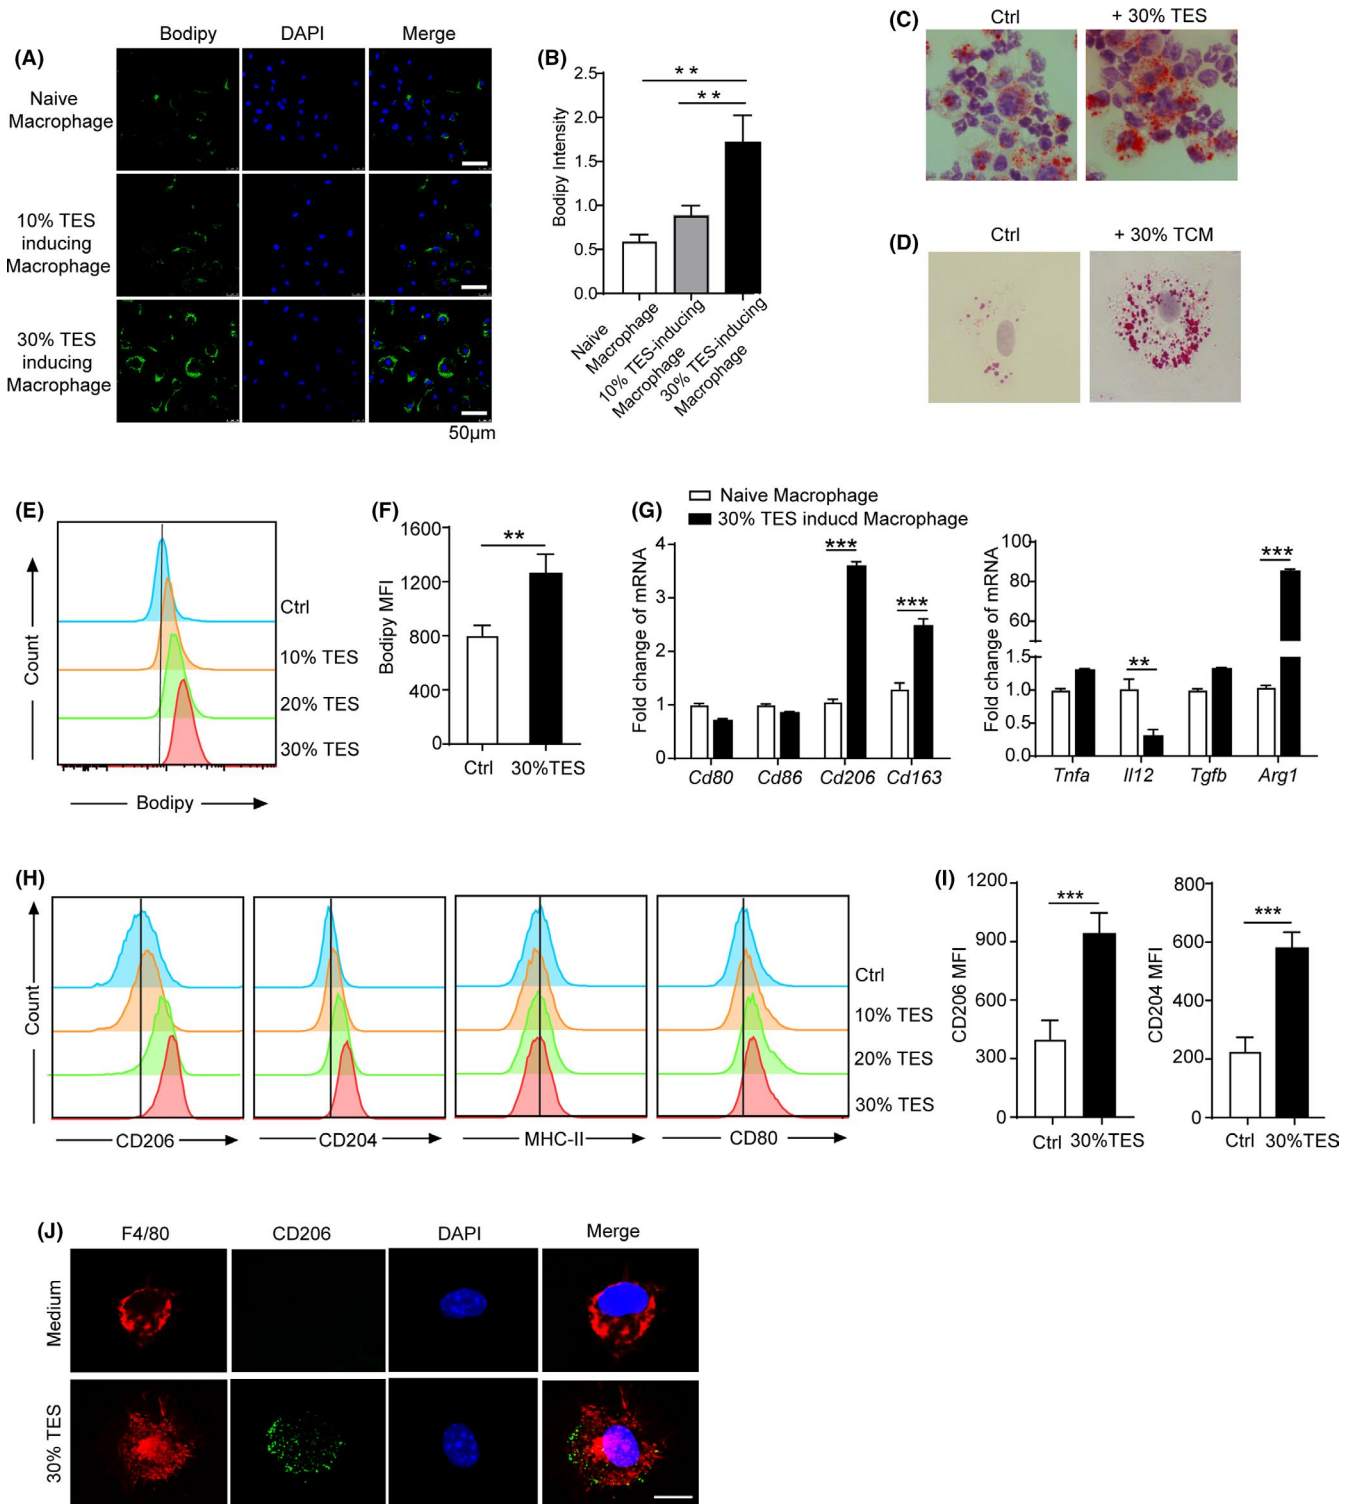 (A)
Bodipy DAPI Merge
Naive
Macrophage
10% TES
inducing
Macrophage
30% TES
inducing
Macrophage
50μm
(B)
**
**
Bodipy Intensity
2.5
2.0
1.5
1.0
0.5
0.0
Naive
Macrophage
10% TES-inducing
Macrophage
30% TES-inducing
Macrophage
(C)
Ctrl + 30% TES
(D)
Ctrl + 30% TCM
(E)
Count
Ctrl
10% TES
20% TES
30% TES
Bodipy
(F)
**
Bodipy MFI
1600
1200
800
400
0
Ctrl 30%TES
(G)
Naive Macrophage
30% TES inducd Macrophage
Fold change of mRNA
4
3
2
1
0
***
***
Cd80 Cd86 Cd206 Cd163
Fold change of mRNA
100
80
60
1.5
1.0
0.5
0.0
**
***
Tnfa Il12 Tgfb Arg1
(H)
Count
Ctrl
10% TES
20% TES
30% TES
CD206 CD204 MHC-II CD80
(I)
CD206 MFI
1200
900
600
300
0
***
Ctrl 30%TES
CD204 MFI
800
600
400
200
0
***
Ctrl 30%TES
(J)
F4/80 CD206 DAPI Merge
Medium
30% TES